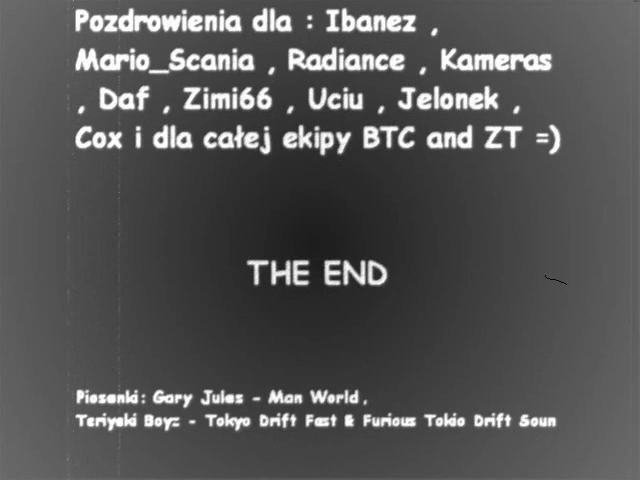 Pozdrowienia dla : Ibanez ,
Mario_Scania , Radiance , Kameras
, Daf , Zimi66 , Uciu , Jelonek ,
Cox i dla całej ekipy BTC and ZT =)
THE END
Piosenki: Gary Jules - Man World ,
Teriyaki Boyz - Tokyo Drift Fast & Furious Tokio Drift Soun